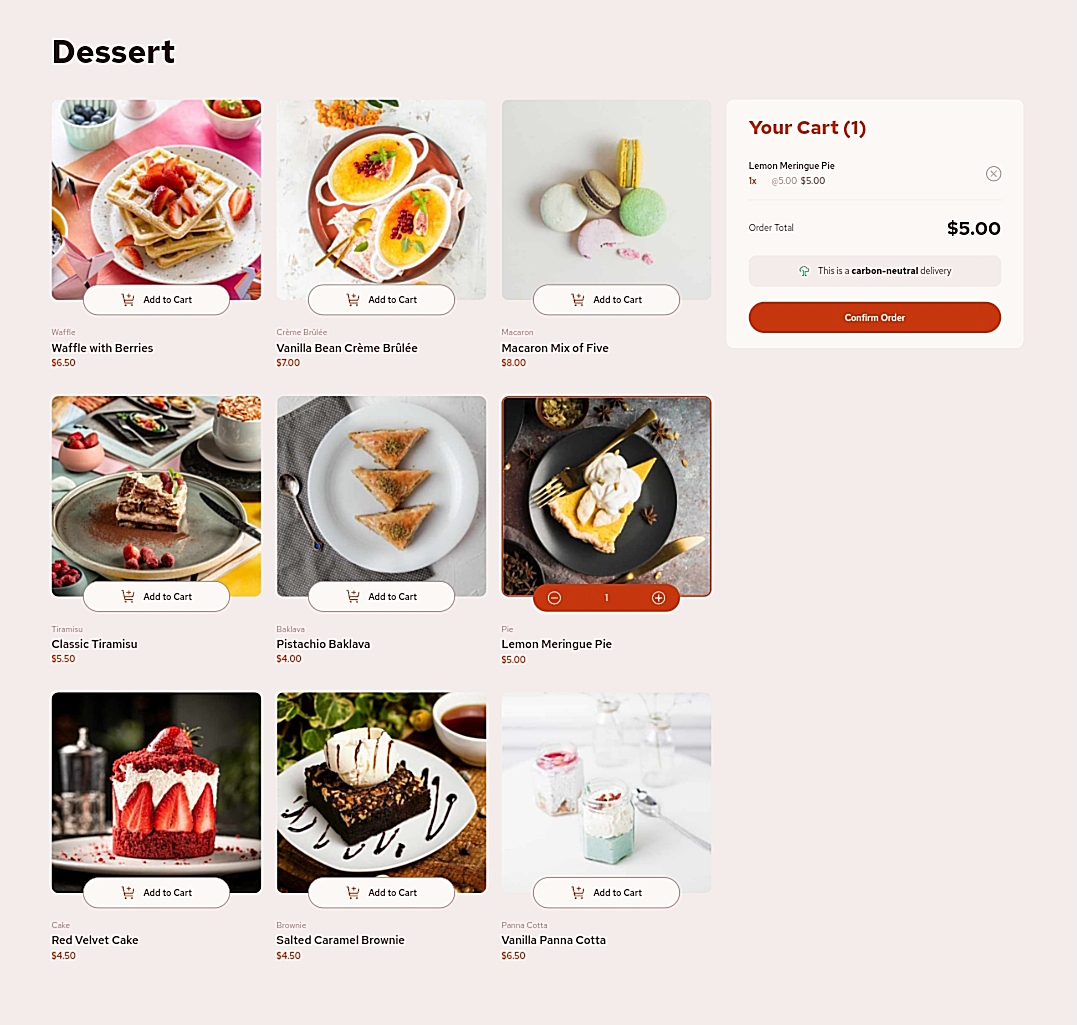 Dessert
Add to Cart
Waffle
Waffle with Berries
$6.50
Add to Cart
Crème Brûlée
Vanilla Bean Crème Brûlée
$7.00
Add to Cart
Macaron
Macaron Mix of Five
$8.00
Add to Cart
Tiramisu
Classic Tiramisu
$5.50
Add to Cart
Baklava
Pistachio Baklava
$4.00
1
Pie
Lemon Meringue Pie
$5.00
Add to Cart
Cake
Red Velvet Cake
$4.50
Add to Cart
Brownie
Salted Caramel Brownie
$4.50
Add to Cart
Panna Cotta
Vanilla Panna Cotta
$6.50
Your Cart (1)
Lemon Meringue Pie
1x @5.00 $5.00
Order Total $5.00
This is a carbon-neutral delivery
Confirm Order